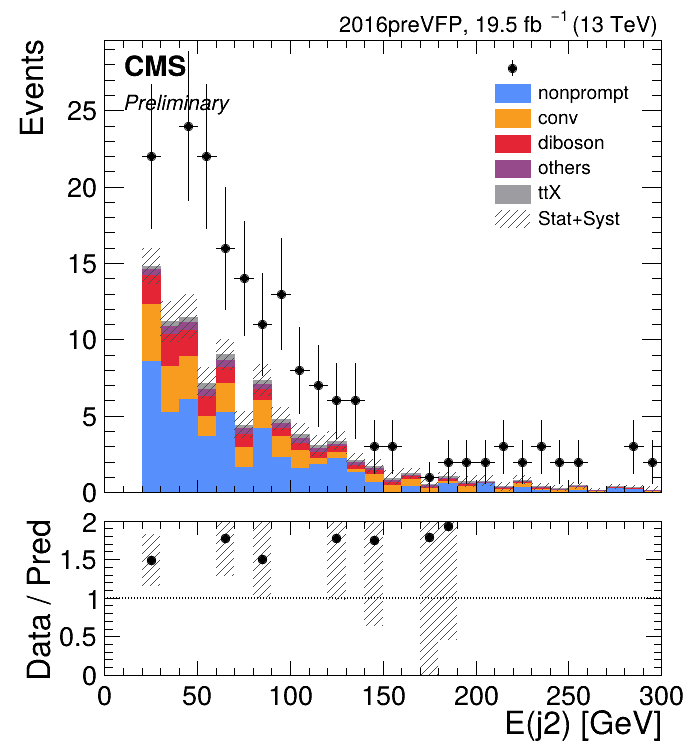 2016preVFP, 19.5 fb ⁻¹ (13 TeV)
CMS
Preliminary
Events
nonprompt
conv
diboson
others
ttX
Stat+Syst
25
20
15
10
5
0
Data / Pred
2
1.5
1
0.5
0
0 50 100 150 200 250 300
E(j2) [GeV]